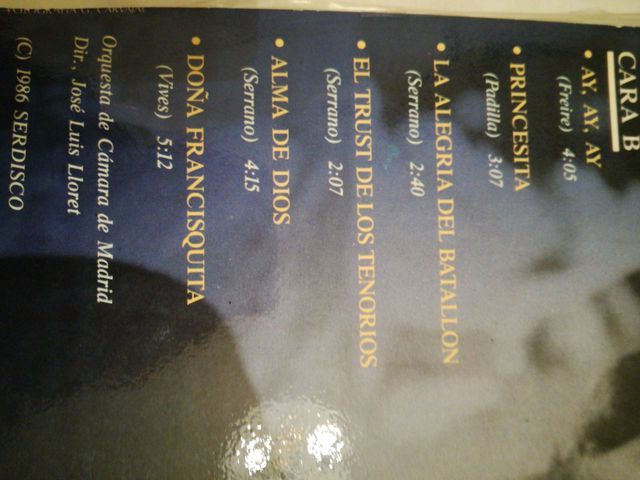 CARA B
• AY, AY, AY
(Freire) 4:05
• PRINCESITA
(Padilla) 3:07
• LA ALEGRIA DEL BATALLON
(Serrano) 2:40
• EL TRUST DE LOS TENORIOS
(Serrano) 2:07
• ALMA DE DIOS
(Serrano) 4:15
• DOÑA FRANCISQUITA
(Vives) 5:12
Orquesta de Cámara de Madrid
Dir., José Luis Lloret
(C) 1986 SERDISCO